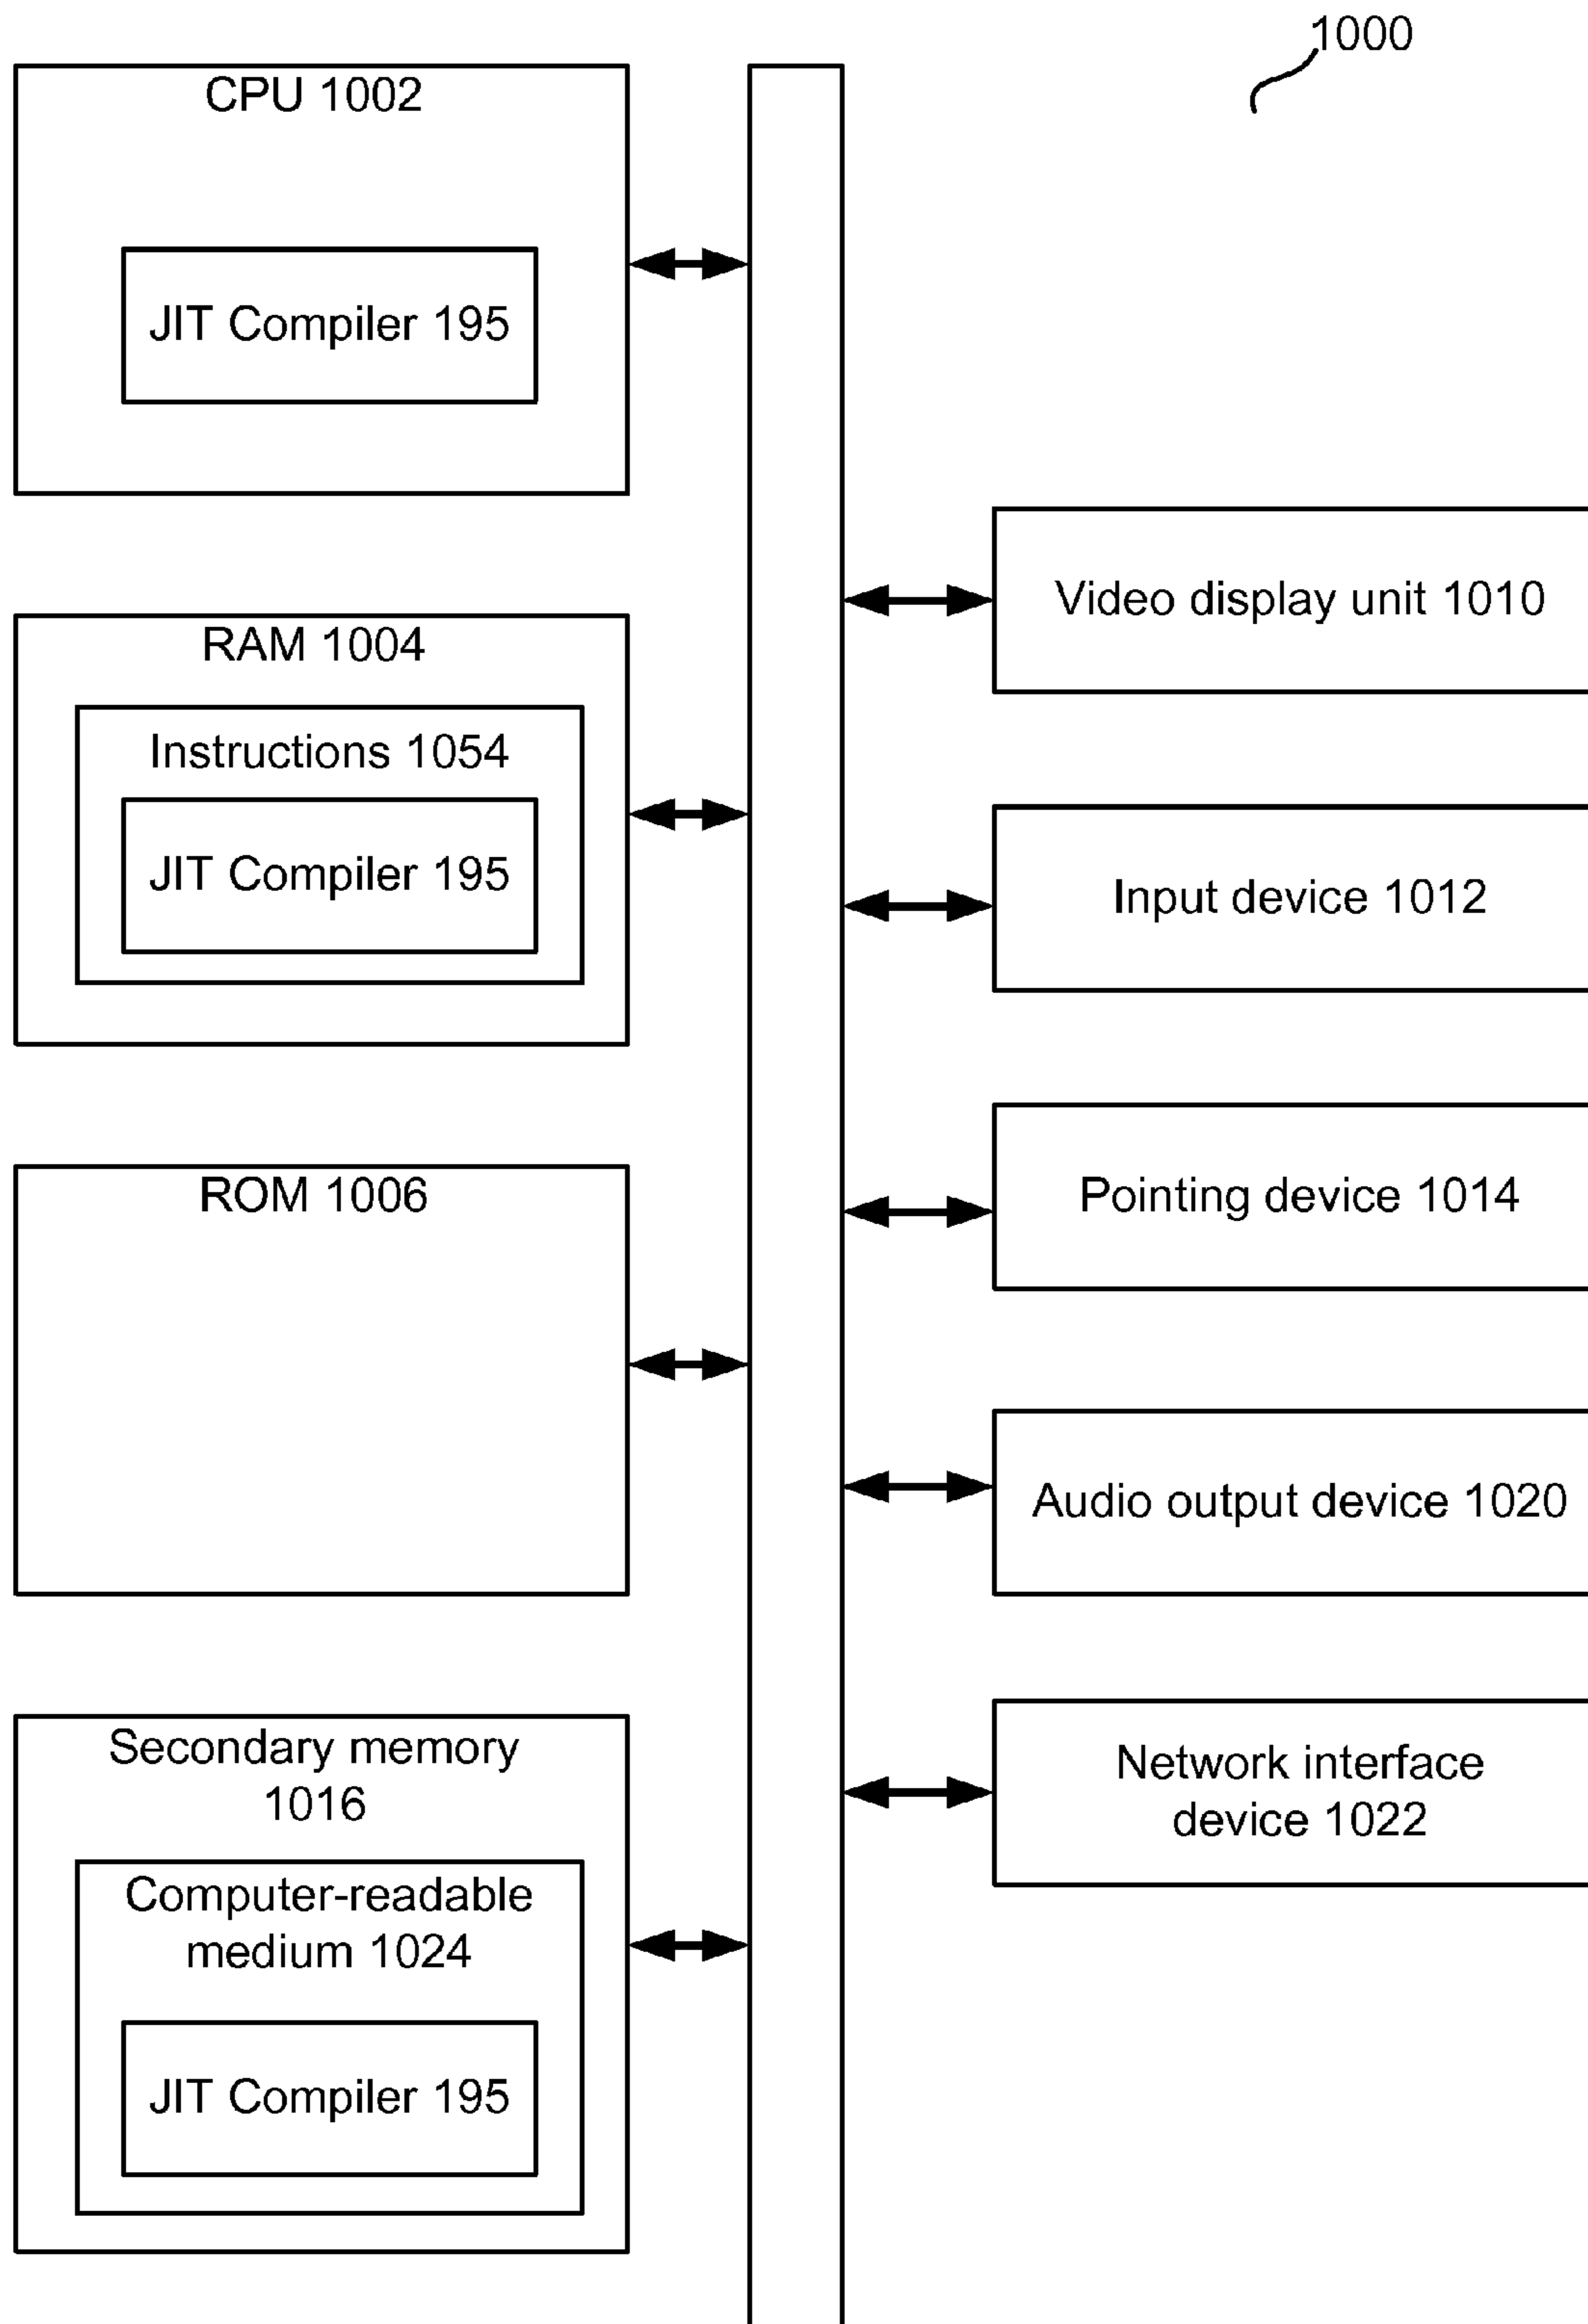 1000
CPU 1002
JIT Compiler 195
RAM 1004
Instructions 1054
JIT Compiler 195
ROM 1006
Secondary memory
1016
Computer-readable
medium 1024
JIT Compiler 195
Video display unit 1010
Input device 1012
Pointing device 1014
Audio output device 1020
Network interface
device 1022